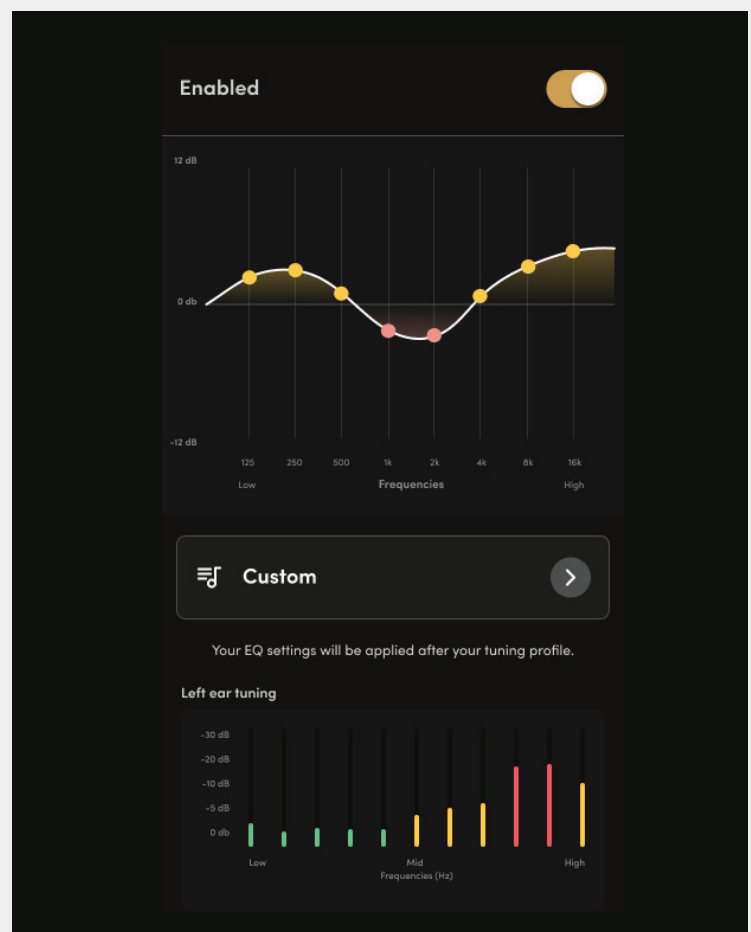 Enabled
12 dB
0 db
-12 dB
125 250 500 1k 2k 4k 8k 16k
Low Frequencies High
Custom
Your EQ settings will be applied after your tuning profile.
Left ear tuning
-30 dB
-20 dB
-10 dB
-5 dB
0 db
Low Mid High
Frequencies (Hz)